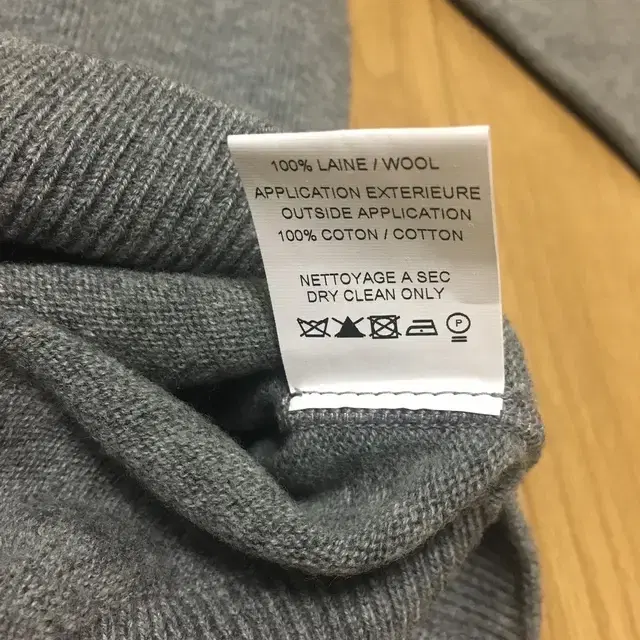 100% LAINE / WOOL
APPLICATION EXTERIEURE
OUTSIDE APPLICATION
100% COTON / COTTON
NETTOYAGE A SEC
DRY CLEAN ONLY
P